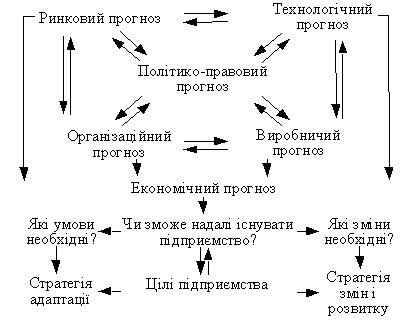 Ринковий прогноз
Технологічний
прогноз
Політико-правовий
прогноз
Організаційний
прогноз
Виробничий
прогноз
Економічний прогноз
Які умови
необхідні?
Чи зможе надалі існувати
підприємство?
Які зміни
необхідні?
Стратегія
адаптації
Цілі підприємства
Стратегія
змін і
розвитку